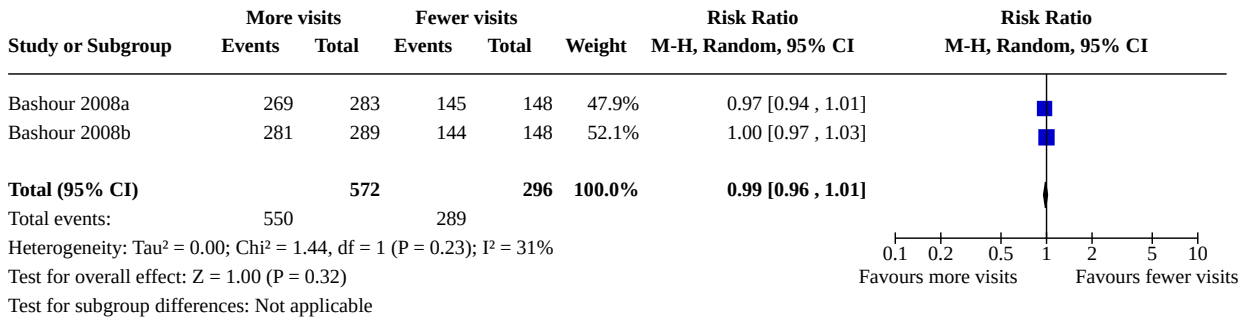 More visits Fewer visits Risk Ratio Risk Ratio
Study or Subgroup Events Total Events Total Weight M-H, Random, 95% CI M-H, Random, 95% CI
Bashour 2008a 269 283 145 148 47.9% 0.97 [0.94 , 1.01]
Bashour 2008b 281 289 144 148 52.1% 1.00 [0.97 , 1.03]
Total (95% CI) 572 296 100.0% 0.99 [0.96 , 1.01]
Total events: 550 289
Heterogeneity: Tau² = 0.00; Chi² = 1.44, df = 1 (P = 0.23); I² = 31%
Test for overall effect: Z = 1.00 (P = 0.32)
Test for subgroup differences: Not applicable
0.1 0.2 0.5 1 2 5 10
Favours more visits Favours fewer visits